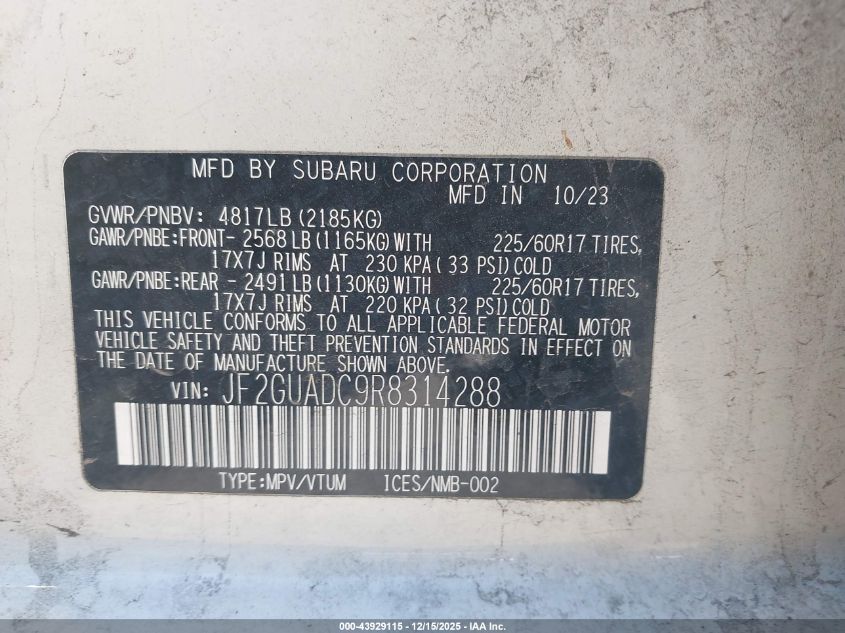 MFD BY SUBARU CORPORATION
MFD IN 10/23
GVWR/PNBV: 4817LB (2185KG)
GAWR/PNBE:FRONT- 2568 LB (1165KG) WITH 225/60R17 TIRES,
17X7J RIMS AT 230 KPA ( 33 PSI) COLD
GAWR/PNBE:REAR - 2491 LB (1130KG) WITH 225/60R17 TIRES,
17X7J RIMS AT 220 KPA ( 32 PSI) COLD
THIS VEHICLE CONFORMS TO ALL APPLICABLE FEDERAL MOTOR
VEHICLE SAFETY AND THEFT PREVENTION STANDARDS IN EFFECT ON
THE DATE OF MANUFACTURE SHOWN ABOVE.
VIN: JF2GUADC9R8314288
TYPE:MPV/VTUM ICES/NMB-002
000-43929115 - 12/15/2025 - IAA Inc.